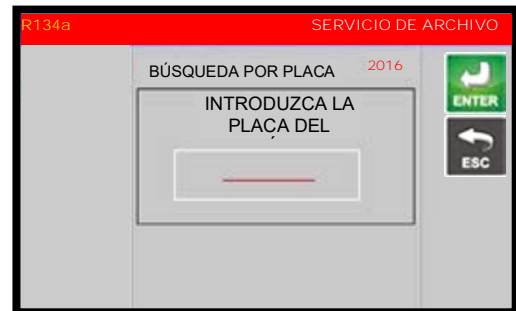 R134a SERVICIO DE ARCHIVO
BÚSQUEDA POR PLACA 2016
INTRODUZCA LA
PLACA DEL
ENTER
ESC